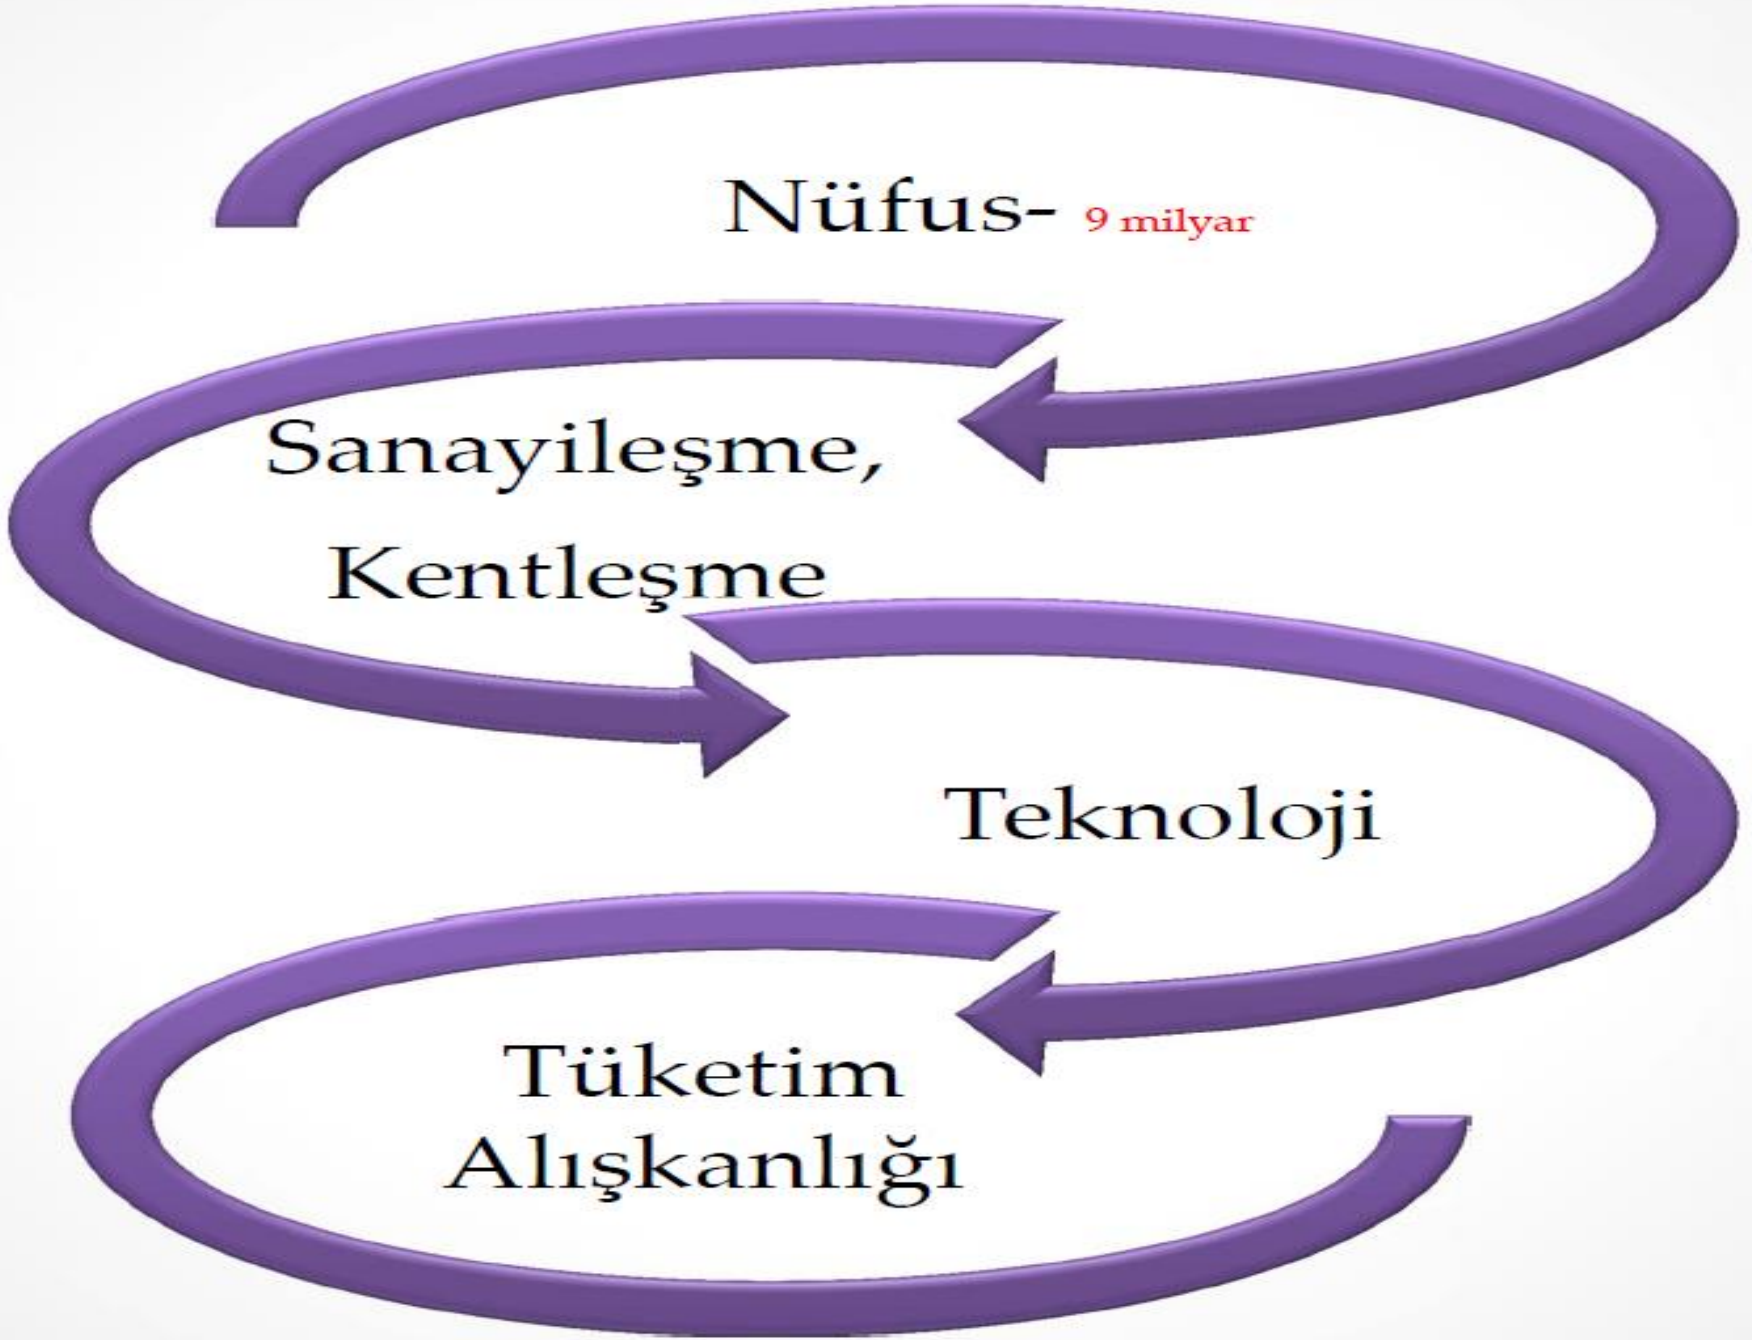 Nüfus- 9 milyar
Sanayileşme,
Kentleşme
Teknoloji
Tüketim
Alışkanlığı